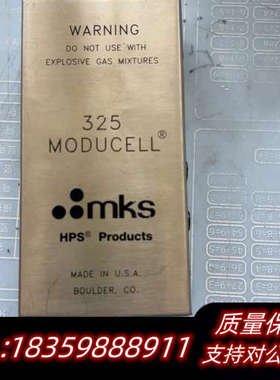 WARNING
DO NOT USE WITH
EXPLOSIVE GAS MIXTURES
325
MODUCELL®
mks
HPS® Products
MADE IN U.S.A.
BOULDER, CO.
质量保
:18359888911
支持对公